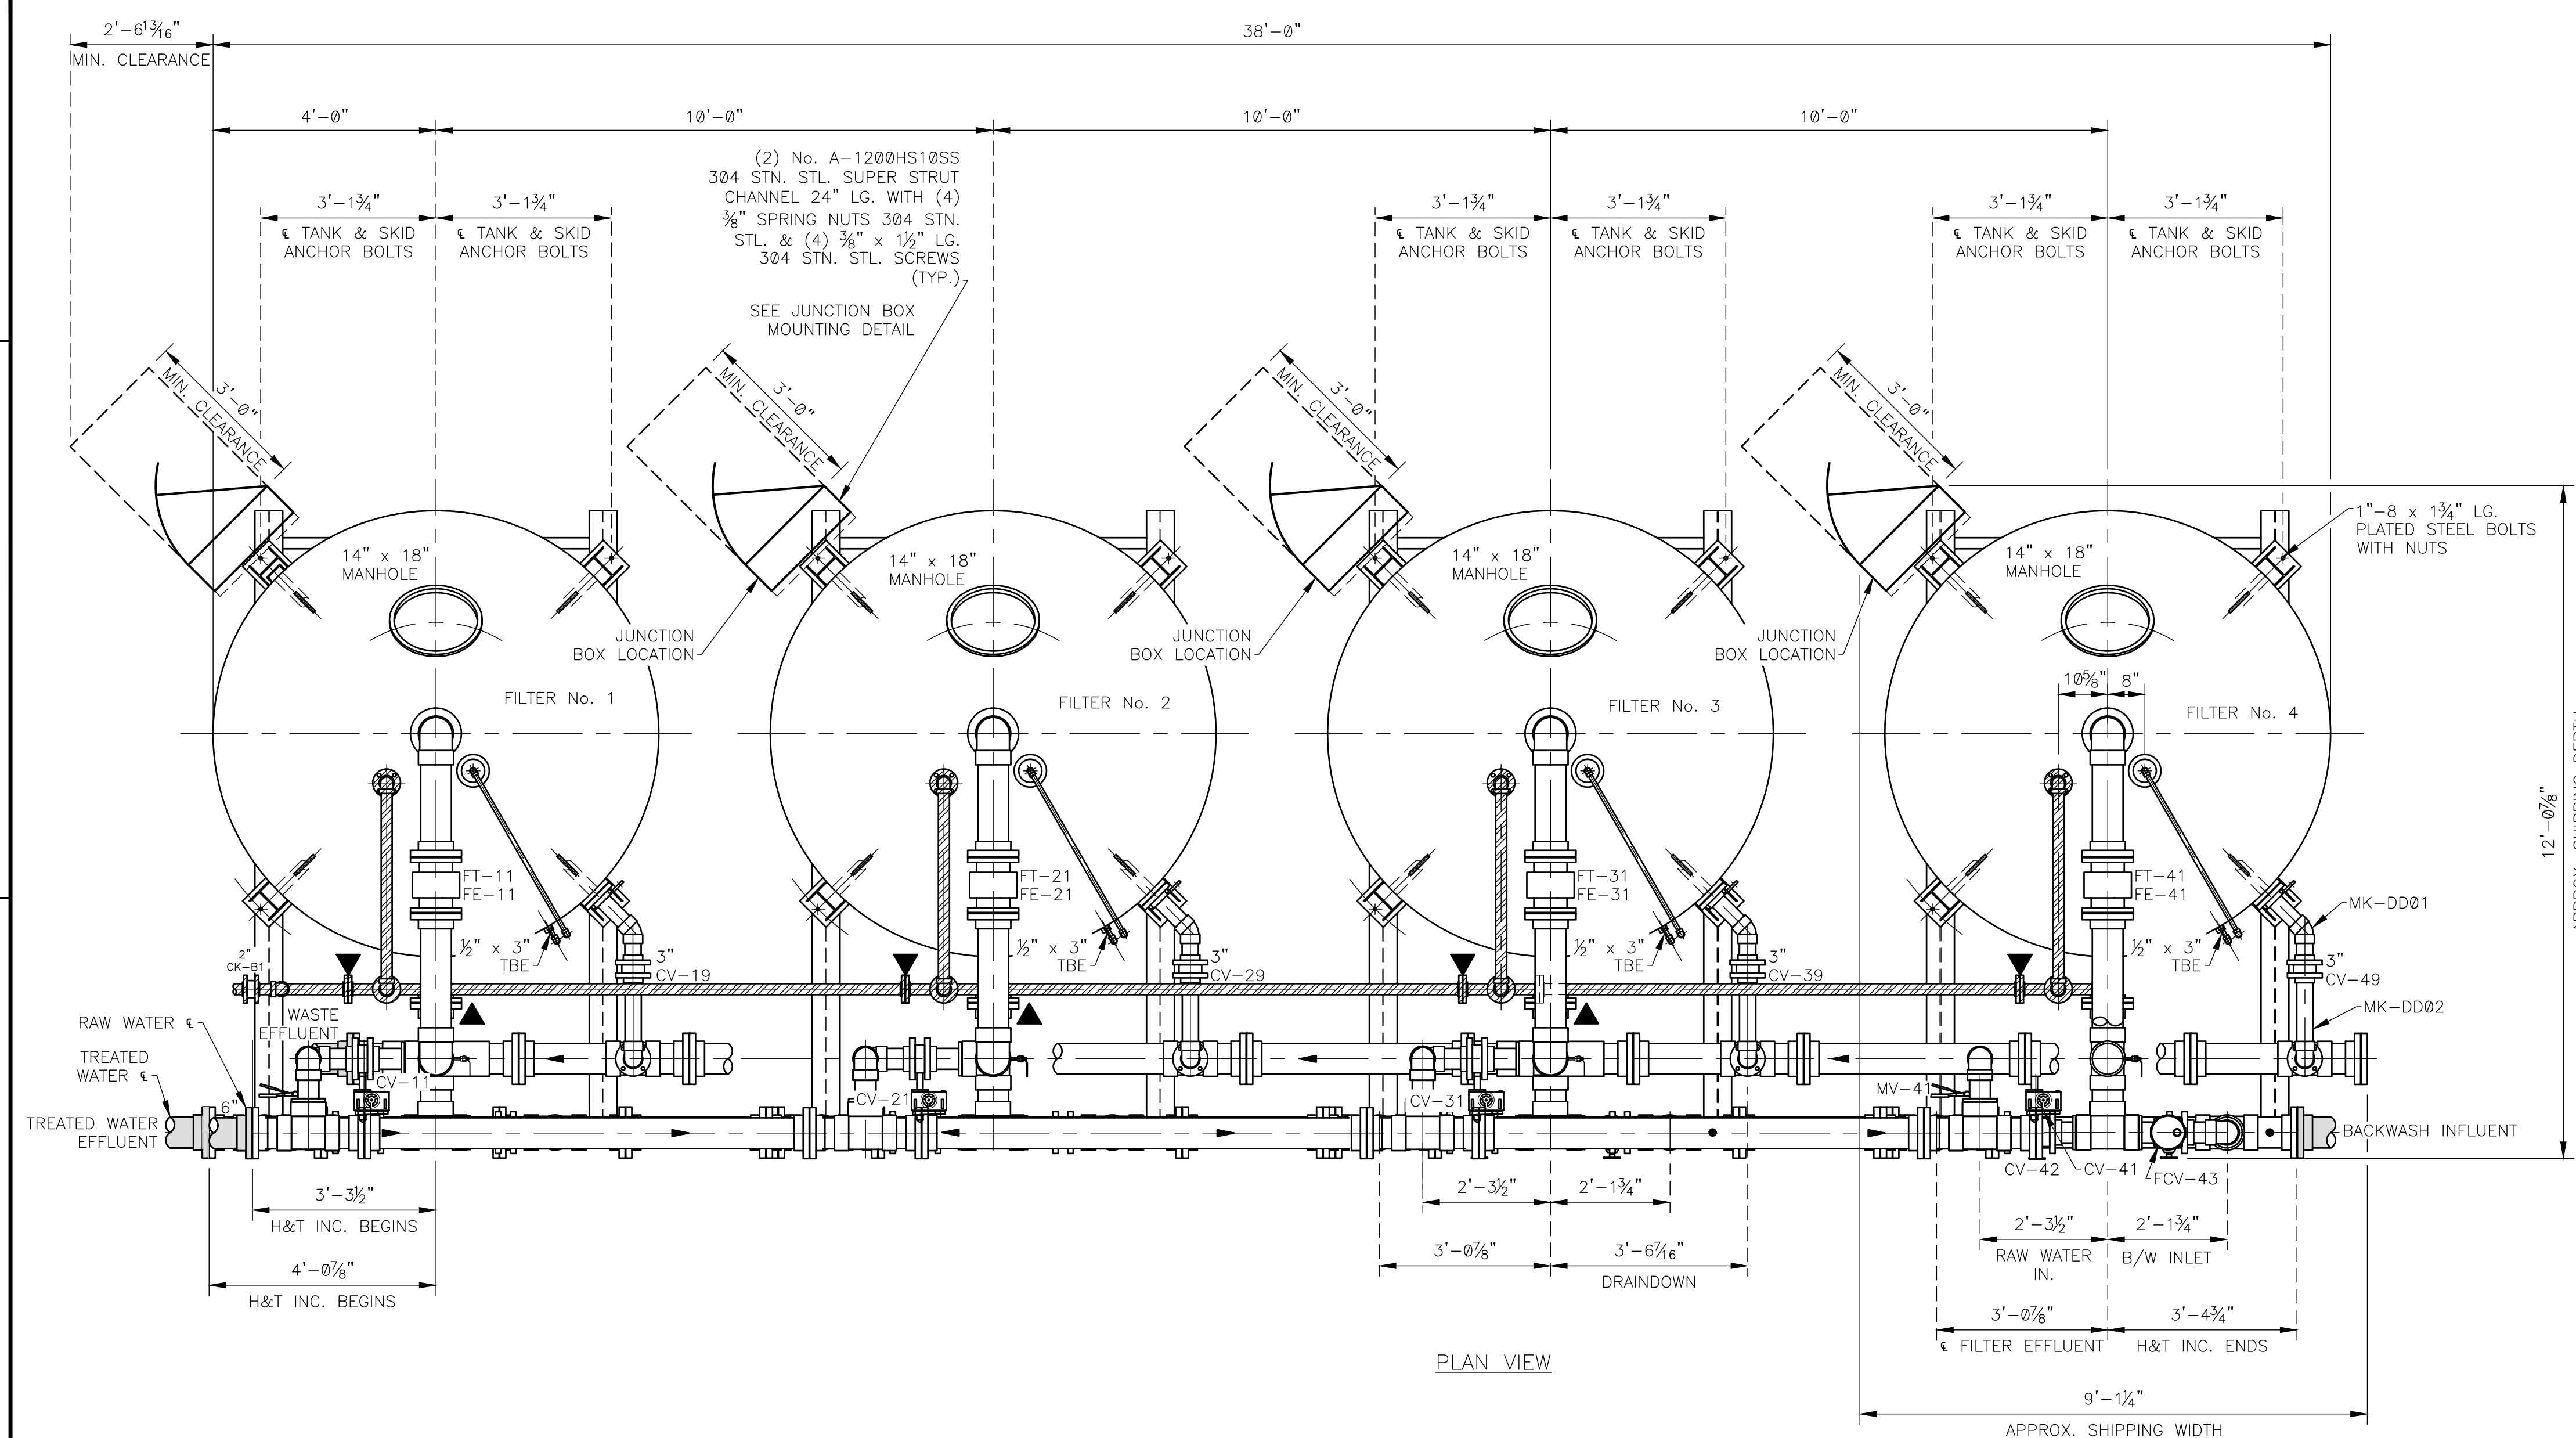 2'-6 13/16"
MIN. CLEARANCE
38'-0"
4'-0"
10'-0"
10'-0"
10'-0"
(2) No. A-1200HS10SS
304 STN. STL. SUPER STRUT
CHANNEL 24" LG. WITH (4)
3/8" SPRING NUTS 304 STN.
STL. & (4) 3/8" x 1 1/2" LG.
304 STN. STL. SCREWS
(TYP.)
SEE JUNCTION BOX
MOUNTING DETAIL
3'-1 3/4"
℄ TANK & SKID
ANCHOR BOLTS
3'-1 3/4"
℄ TANK & SKID
ANCHOR BOLTS
3'-1 3/4"
℄ TANK & SKID
ANCHOR BOLTS
3'-1 3/4"
℄ TANK & SKID
ANCHOR BOLTS
3'-1 3/4"
℄ TANK & SKID
ANCHOR BOLTS
3'-1 3/4"
℄ TANK & SKID
ANCHOR BOLTS
3'-0"
MIN. CLEARANCE
3'-0"
MIN. CLEARANCE
3'-0"
MIN. CLEARANCE
3'-0"
MIN. CLEARANCE
1"-8 x 1 3/4" LG.
PLATED STEEL BOLTS
WITH NUTS
14" x 18"
MANHOLE
14" x 18"
MANHOLE
14" x 18"
MANHOLE
14" x 18"
MANHOLE
JUNCTION
BOX LOCATION
JUNCTION
BOX LOCATION
JUNCTION
BOX LOCATION
10 5/8"
8"
FILTER No. 1
FILTER No. 2
FILTER No. 3
FILTER No. 4
12'-0 7/8"
APPROX. SHIPPING DEPTH
FT-11
FE-11
FT-21
FE-21
FT-31
FE-31
FT-41
FE-41
MK-DD01
1/2" x 3"
TBE
1/2" x 3"
TBE
1/2" x 3"
TBE
1/2" x 3"
TBE
2"
CK-B1
3"
CV-19
3"
CV-29
3"
CV-39
3"
CV-49
MK-DD02
WASTE
EFFLUENT
RAW WATER ℄
TREATED
WATER ℄
TREATED WATER
EFFLUENT
6"
CV-11
CV-21
CV-31
MV-41
BACKWASH INFLUENT
CV-42
CV-41
FCV-43
3'-3 1/2"
H&T INC. BEGINS
4'-0 7/8"
H&T INC. BEGINS
2'-3 1/2"
2'-1 3/4"
3'-0 7/8"
3'-6 7/16"
DRAINDOWN
2'-3 1/2"
RAW WATER
IN.
2'-1 3/4"
B/W INLET
3'-0 7/8"
℄ FILTER EFFLUENT
3'-4 3/4"
H&T INC. ENDS
PLAN VIEW
9'-1 1/4"
APPROX. SHIPPING WIDTH